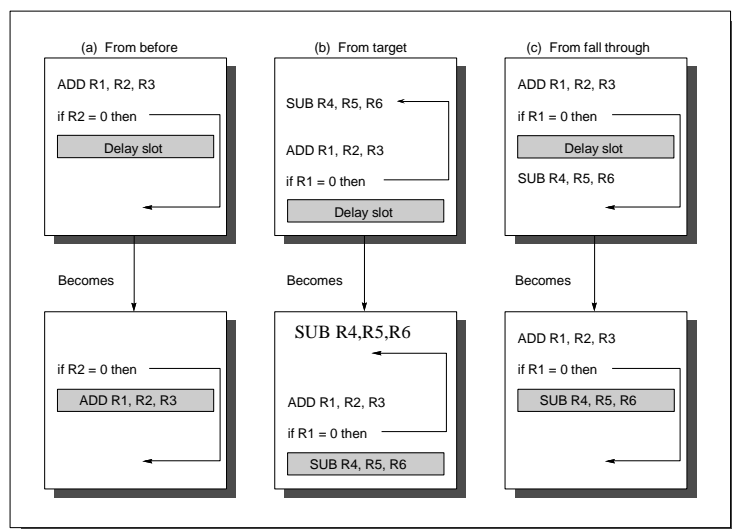 (a) From before
ADD R1, R2, R3
if R2 = 0 then
Delay slot
Becomes
if R2 = 0 then
ADD R1, R2, R3
(b) From target
SUB R4, R5, R6
ADD R1, R2, R3
if R1 = 0 then
Delay slot
Becomes
SUB R4,R5,R6
ADD R1, R2, R3
if R1 = 0 then
SUB R4, R5, R6
(c) From fall through
ADD R1, R2, R3
if R1 = 0 then
Delay slot
SUB R4, R5, R6
Becomes
ADD R1, R2, R3
if R1 = 0 then
SUB R4, R5, R6